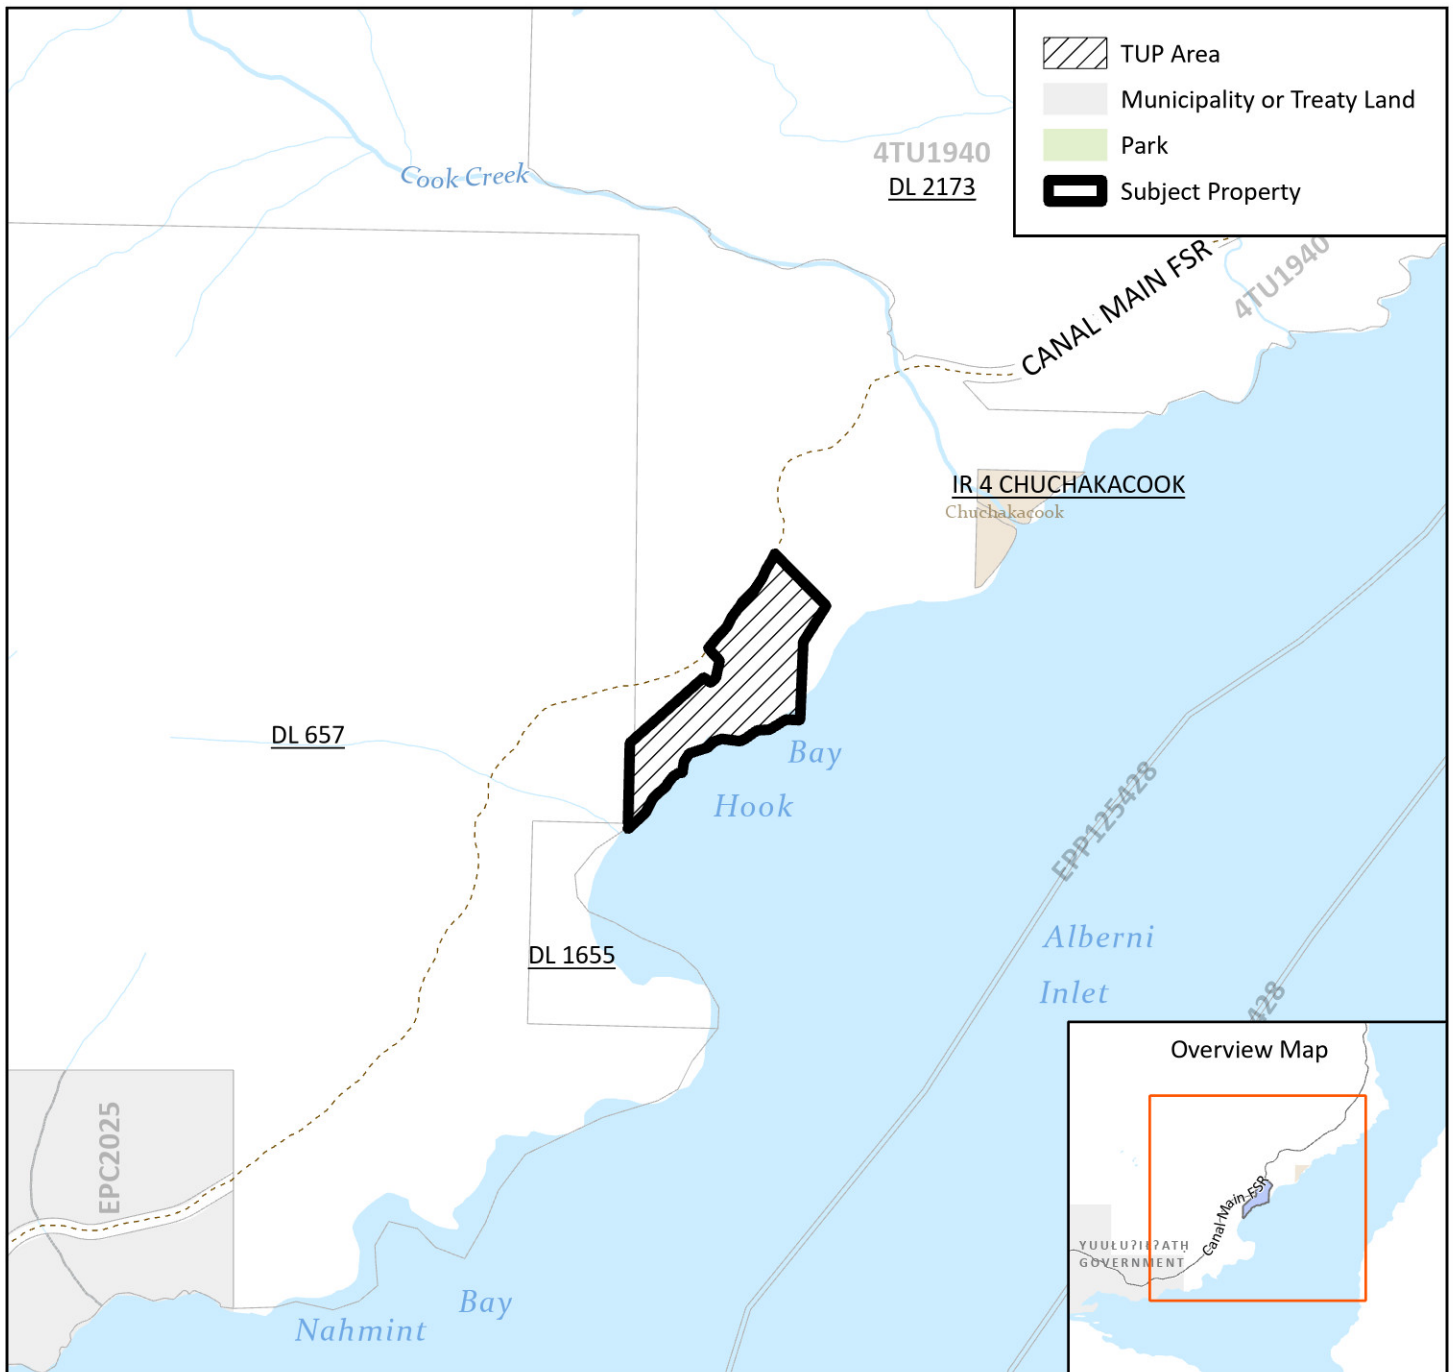 TUP Area
Municipality or Treaty Land
Park
Subject Property
Cook Creek
4TU1940
DL 2173
CANAL MAIN FSR
4TU1940
IR 4 CHUCHAKACOOK
Chuchakacook
DL 657
Bay
Hook
EPP125428
DL 1655
Alberni
Inlet
428
EPC2025
Bay
Nahmint
Overview Map
Canal Main FSR
YUUŁUʔIŁʔATḤ
GOVERNMENT